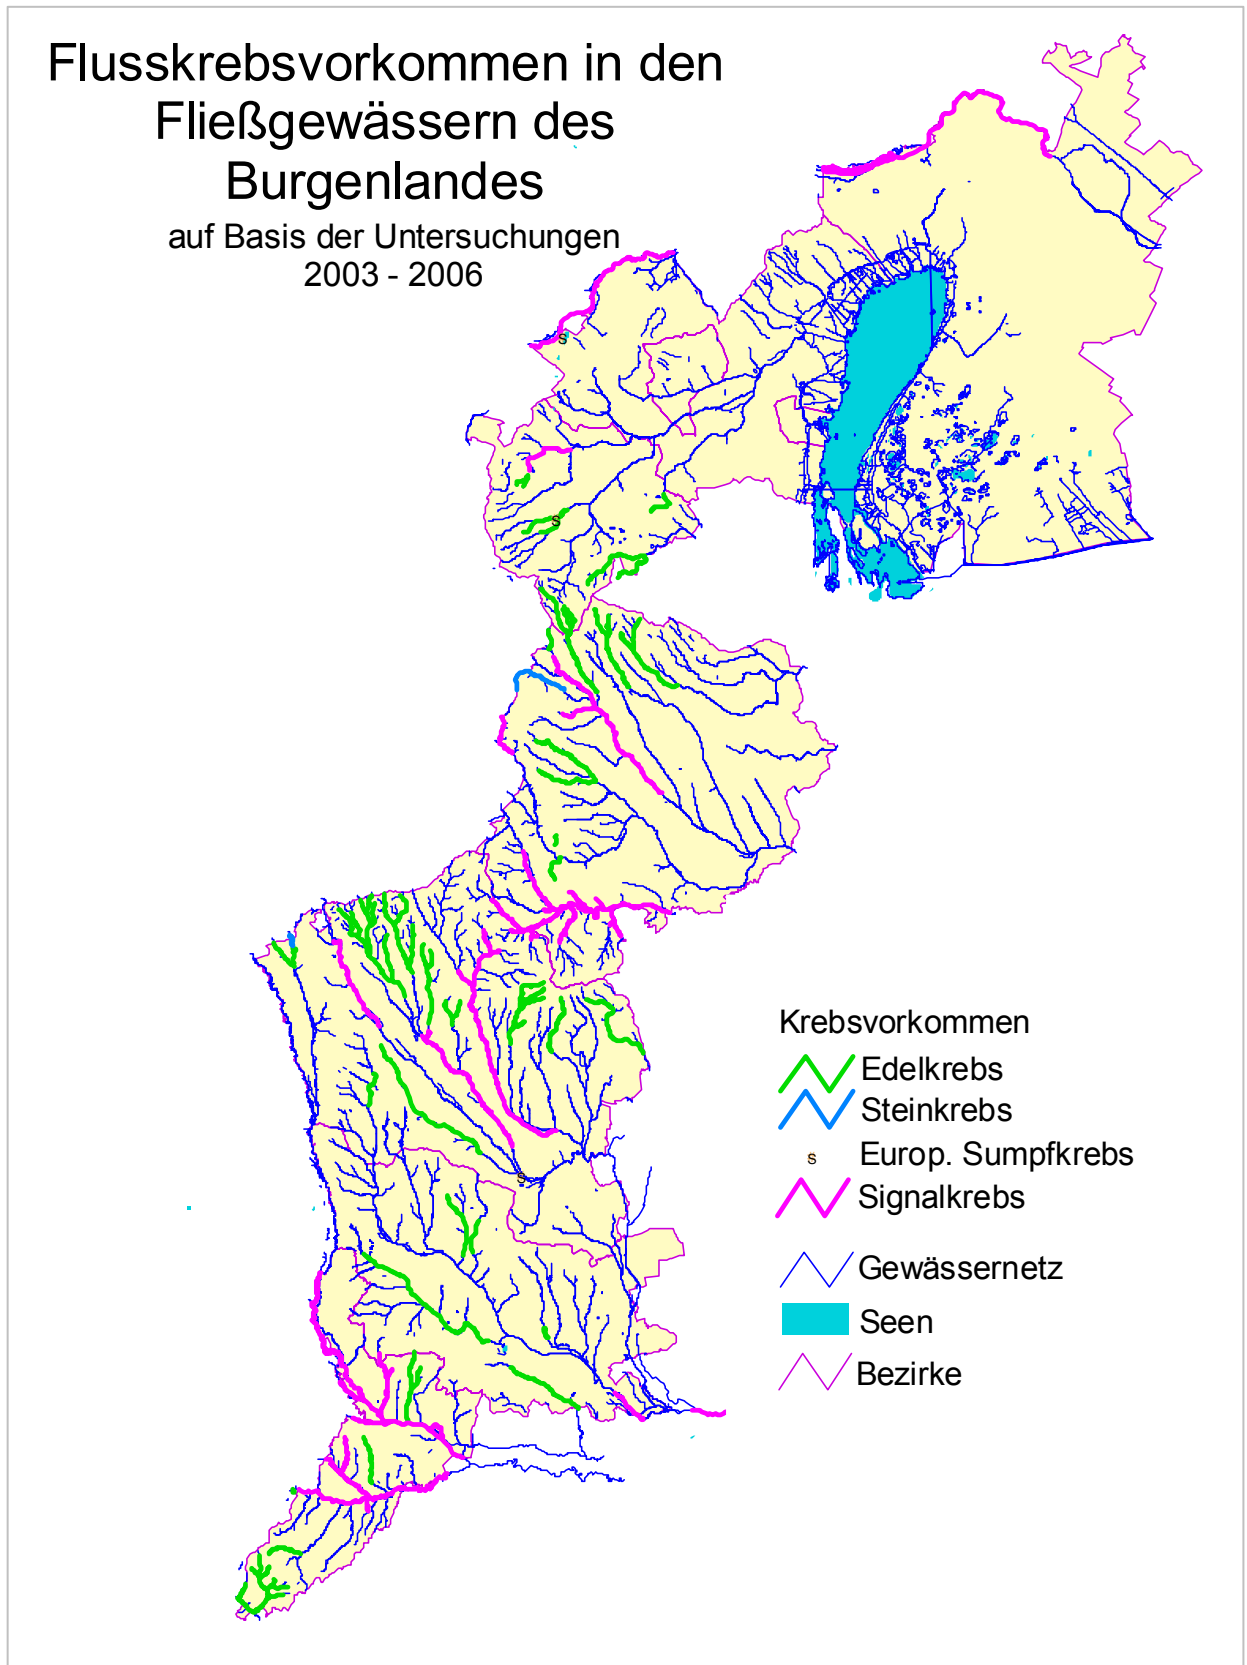 Flusskrebsvorkommen in den
Fließgewässern des
Burgenlandes
auf Basis der Untersuchungen
2003 - 2006
s
s
s
Krebsvorkommen
Edelkrebs
Steinkrebs
s Europ. Sumpfkrebs
Signalkrebs
Gewässernetz
Seen
Bezirke